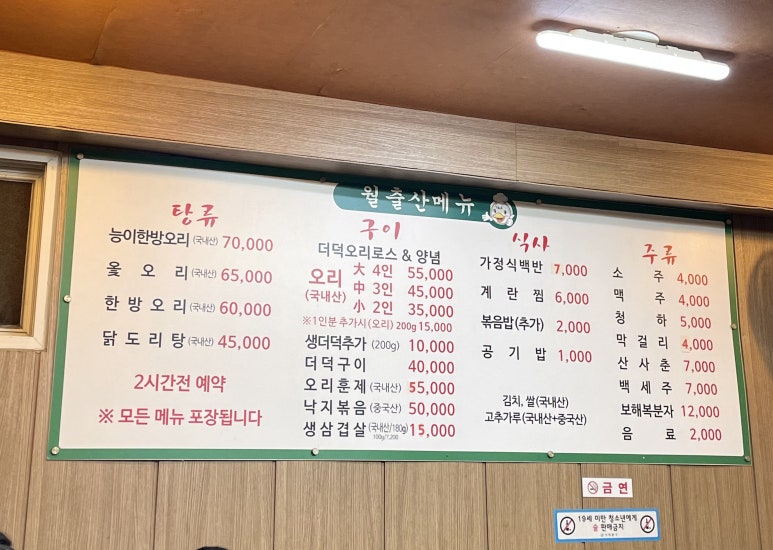 월출산메뉴
탕류
능이한방오리 (국내산) 70,000
옻오리 (국내산) 65,000
한방오리 (국내산) 60,000
닭도리탕 (국내산) 45,000
2시간전 예약
※ 모든 메뉴 포장됩니다
구이
더덕오리로스 & 양념
오리 (국내산)
大 4인 55,000
中 3인 45,000
小 2인 35,000
※1인분 추가시(오리) 200g 15,000
생더덕추가 (200g) 10,000
더덕구이 40,000
오리훈제 (국내산) 55,000
낙지볶음 (중국산) 50,000
생삼겹살 (국내산/180g) 15,000
100g/1,200
식사
가정식백반 7,000
계란찜 6,000
볶음밥(추가) 2,000
공기밥 1,000
김치, 쌀(국내산)
고추가루(국내산+중국산)
주류
소주 4,000
맥주 4,000
청하 5,000
막걸리 4,000
산사춘 7,000
백세주 7,000
보해복분자 12,000
음료 2,000
금연
19세 미만 청소년에게
술 판매금지